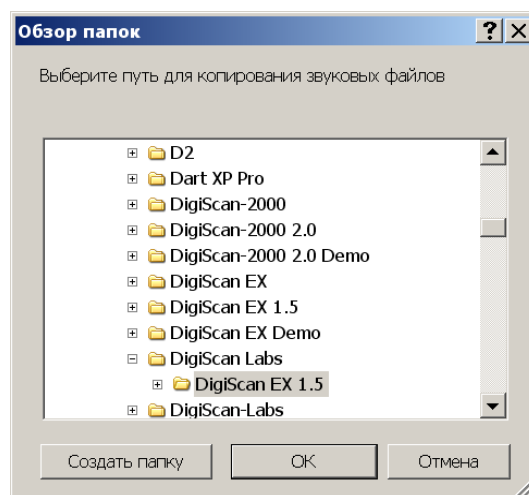 Обзор папок
Выберите путь для копирования звуковых файлов
D2
Dart XP Pro
DigiScan-2000
DigiScan-2000 2.0
DigiScan-2000 2.0 Demo
DigiScan EX
DigiScan EX 1.5
DigiScan EX Demo
DigiScan Labs
DigiScan EX 1.5
DigiScan-Labs
Создать папку ОК Отмена